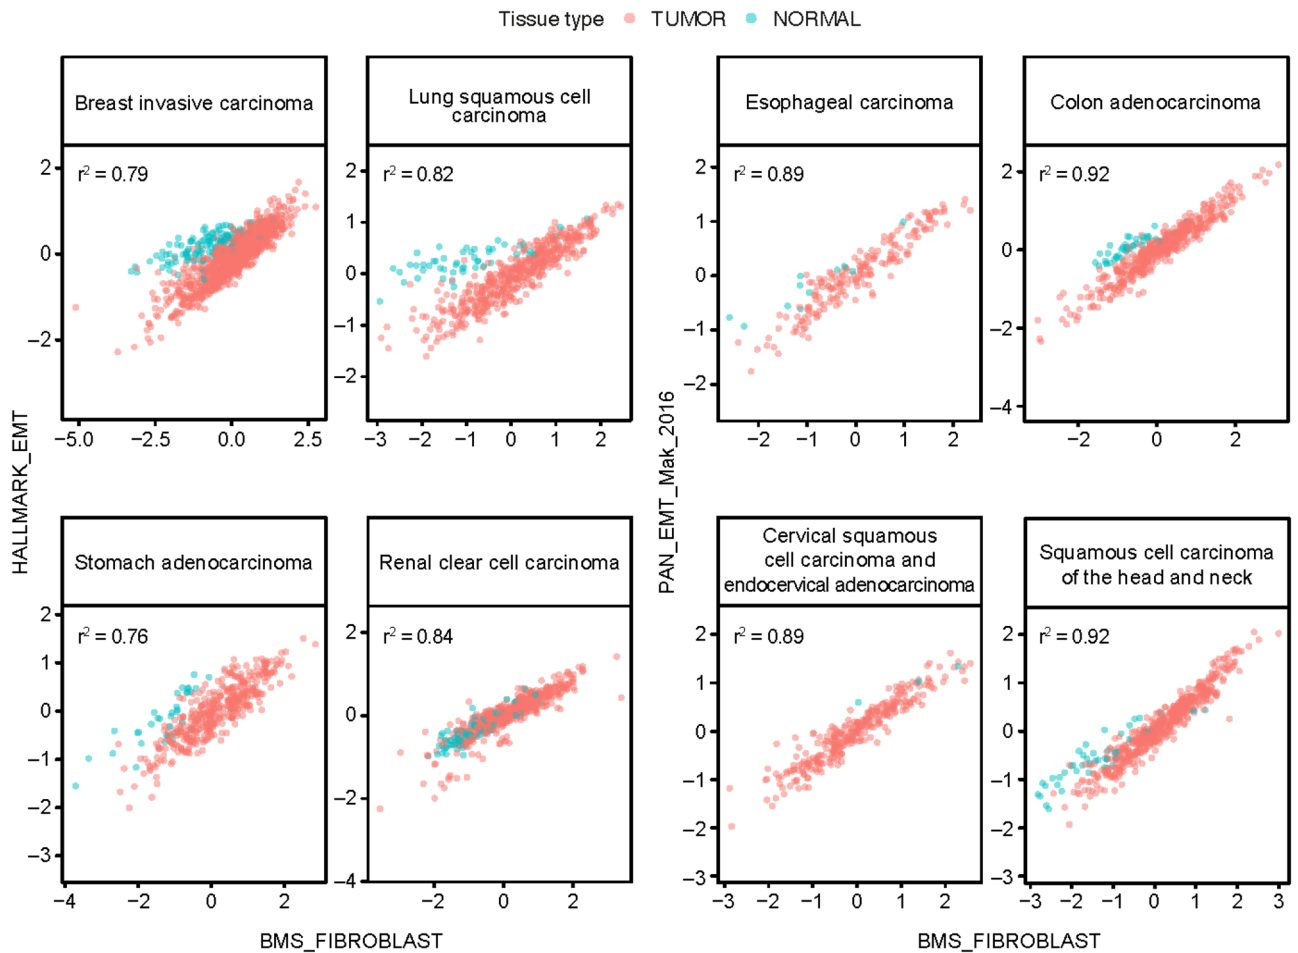 Tissue type TUMOR NORMAL
Breast invasive carcinoma
r² = 0.79
2
0
−2
−5.0 −2.5 0.0 2.5
Lung squamous cell
carcinoma
r² = 0.82
2
1
0
−1
−2
−3 −2 −1 0 1 2
Esophageal carcinoma
r² = 0.89
2
1
0
−1
−2
−2 −1 0 1 2
Colon adenocarcinoma
r² = 0.92
2
0
−2
−4
−2 0 2
HALLMARK_EMT
PAN_EMT_Mak_2016
Stomach adenocarcinoma
r² = 0.76
2
1
0
−1
−2
−3
−4 −2 0 2
Renal clear cell carcinoma
r² = 0.84
2
0
−2
−4
−2 0 2
Cervical squamous
cell carcinoma and
endocervical adenocarcinoma
r² = 0.89
2
1
0
−1
−2
−3
−3 −2 −1 0 1 2
Squamous cell carcinoma
of the head and neck
r² = 0.92
2
1
0
−1
−2
−3
−3 −2 −1 0 1 2 3
BMS_FIBROBLAST
BMS_FIBROBLAST